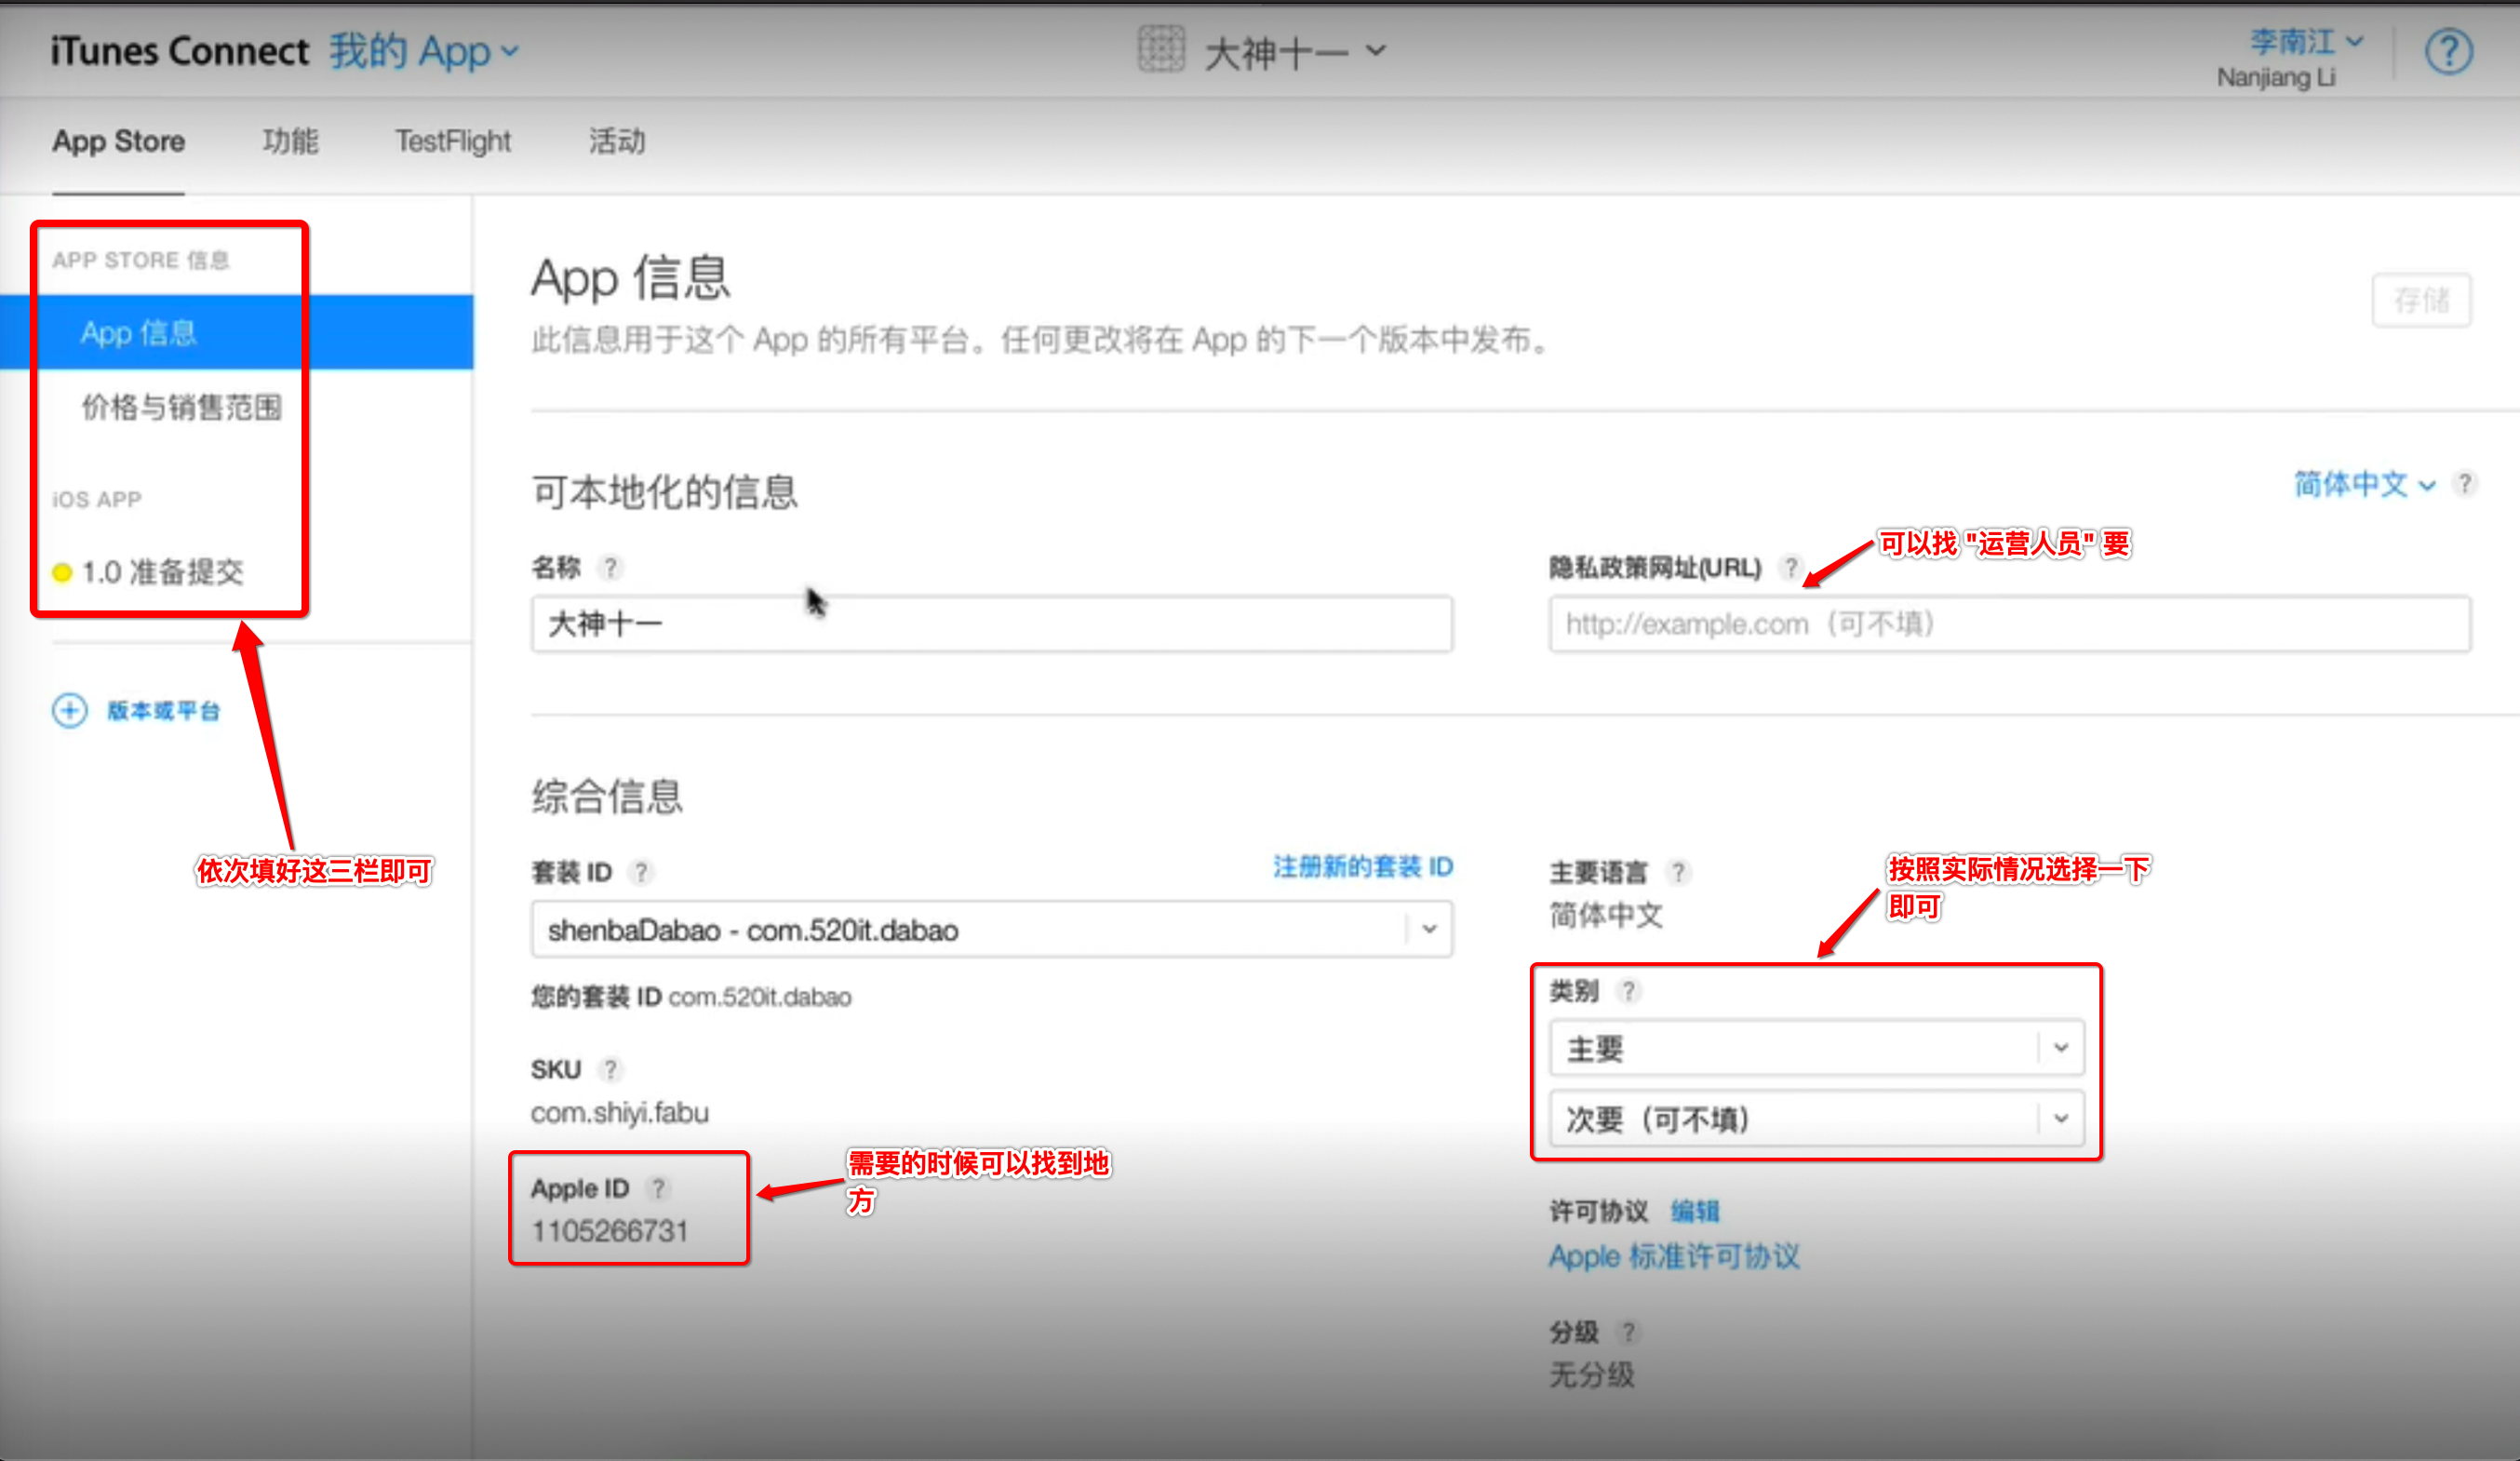 iTunes Connect 我的 App
大神十一
李南江
Nanjiang Li
?
App Store 功能 TestFlight 活动
APP STORE 信息
App 信息
价格与销售范围
iOS APP
1.0 准备提交
版本或平台
依次填好这三栏即可
App 信息
存储
此信息用于这个 App 的所有平台。任何更改将在 App 的下一个版本中发布。
可本地化的信息
简体中文 ?
名称 ?
大神十一
隐私政策网址(URL) ?
可以找 "运营人员" 要
http://example.com（可不填）
综合信息
套装 ID ?
注册新的套装 ID
shenbaDabao - com.520it.dabao
您的套装 ID com.520it.dabao
SKU ?
com.shiyi.fabu
Apple ID ?
1105266731
需要的时候可以找到地
方
主要语言 ?
简体中文
按照实际情况选择一下
即可
类别 ?
主要
次要（可不填）
许可协议 编辑
Apple 标准许可协议
分级 ?
无分级